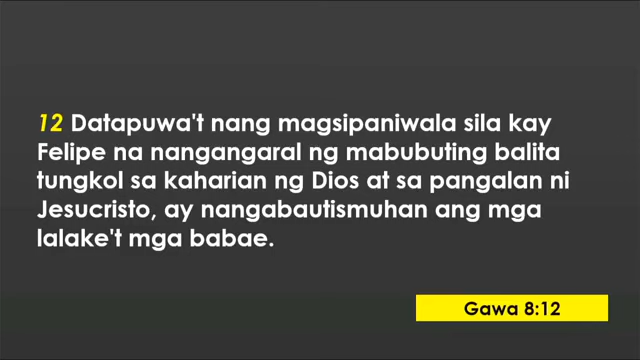 12 Datapuwa't nang magsipaniwala sila kay
Felipe na nangangaral ng mabubuting balita
tungkol sa kaharian ng Dios at sa pangalan ni
Jesucristo, ay nangabautismuhan ang mga
lalake't mga babae.
Gawa 8:12